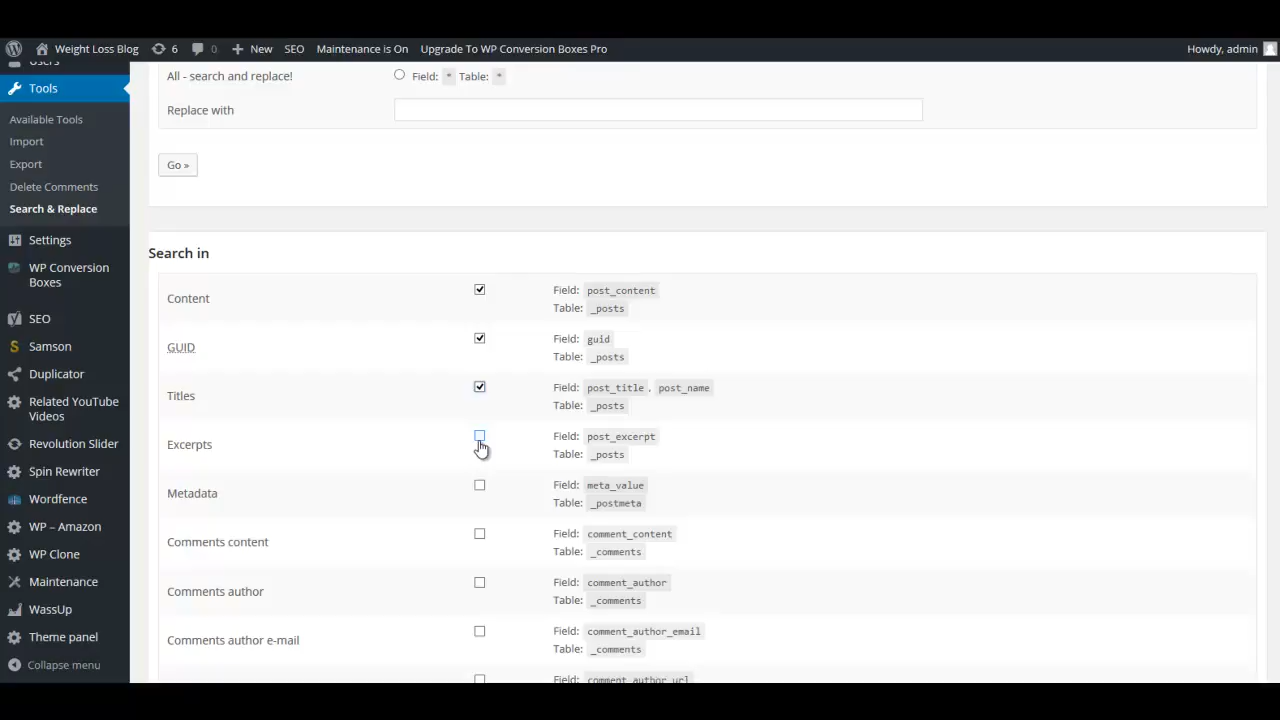 Weight Loss Blog
6
0
New
SEO
Maintenance is On
Upgrade To WP Conversion Boxes Pro
Howdy, admin
Users
Tools
Available Tools
Import
Export
Delete Comments
Search & Replace
Settings
WP Conversion
Boxes
SEO
Samson
Duplicator
Related YouTube
Videos
Revolution Slider
Spin Rewriter
Wordfence
WP – Amazon
WP Clone
Maintenance
WassUp
Theme panel
Collapse menu
All - search and replace!
Field: * Table: *
Replace with
Go »
Search in
Content
Field: post_content
Table: _posts
GUID
Field: guid
Table: _posts
Titles
Field: post_title, post_name
Table: _posts
Excerpts
Field: post_excerpt
Table: _posts
Metadata
Field: meta_value
Table: _postmeta
Comments content
Field: comment_content
Table: _comments
Comments author
Field: comment_author
Table: _comments
Comments author e-mail
Field: comment_author_email
Table: _comments
Field: comment_author_url